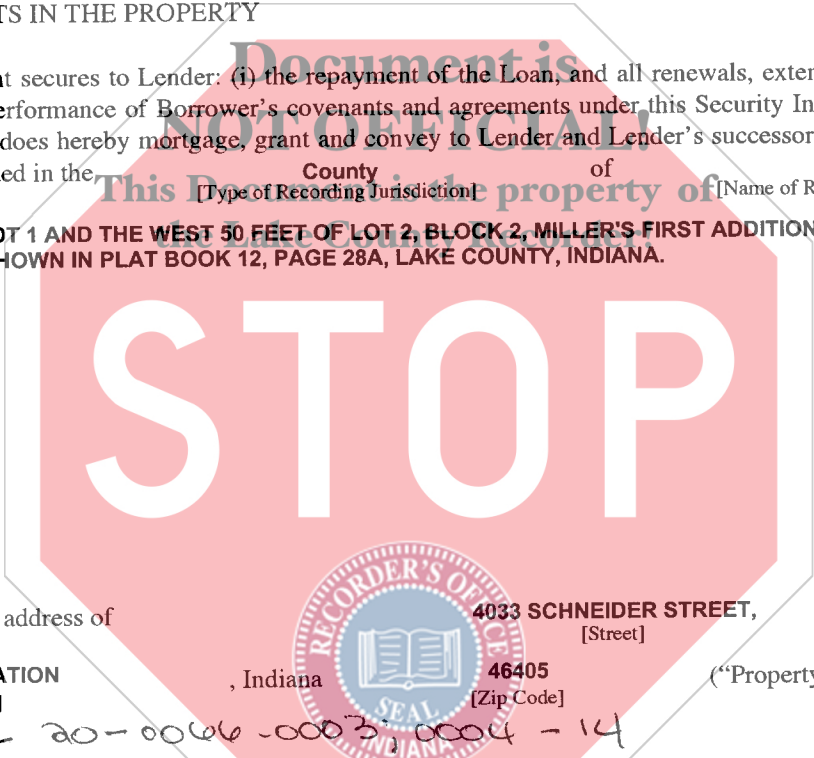 TS IN THE PROPERTY
Document is
t secures to Lender: (i) the repayment of the Loan, and all renewals, exter
erformance of Borrower's covenants and agreements under this Security In
NOT OFFICIAL!
does hereby mortgage, grant and convey to Lender and Lender's successor
ed in the County of
This Document is the property of
[Type of Recording Jurisdiction] [Name of R
the Lake County Recorder!
OT 1 AND THE WEST 50 FEET OF LOT 2, BLOCK 2, MILLER'S FIRST ADDITION
HOWN IN PLAT BOOK 12, PAGE 28A, LAKE COUNTY, INDIANA.
STOP
RECORDER'S OFFICE
address of 4033 SCHNEIDER STREET,
[Street]
ATION , Indiana 46405 ("Property
[Zip Code]
SEAL
INDIANA
20-0066-0003; 0004-14